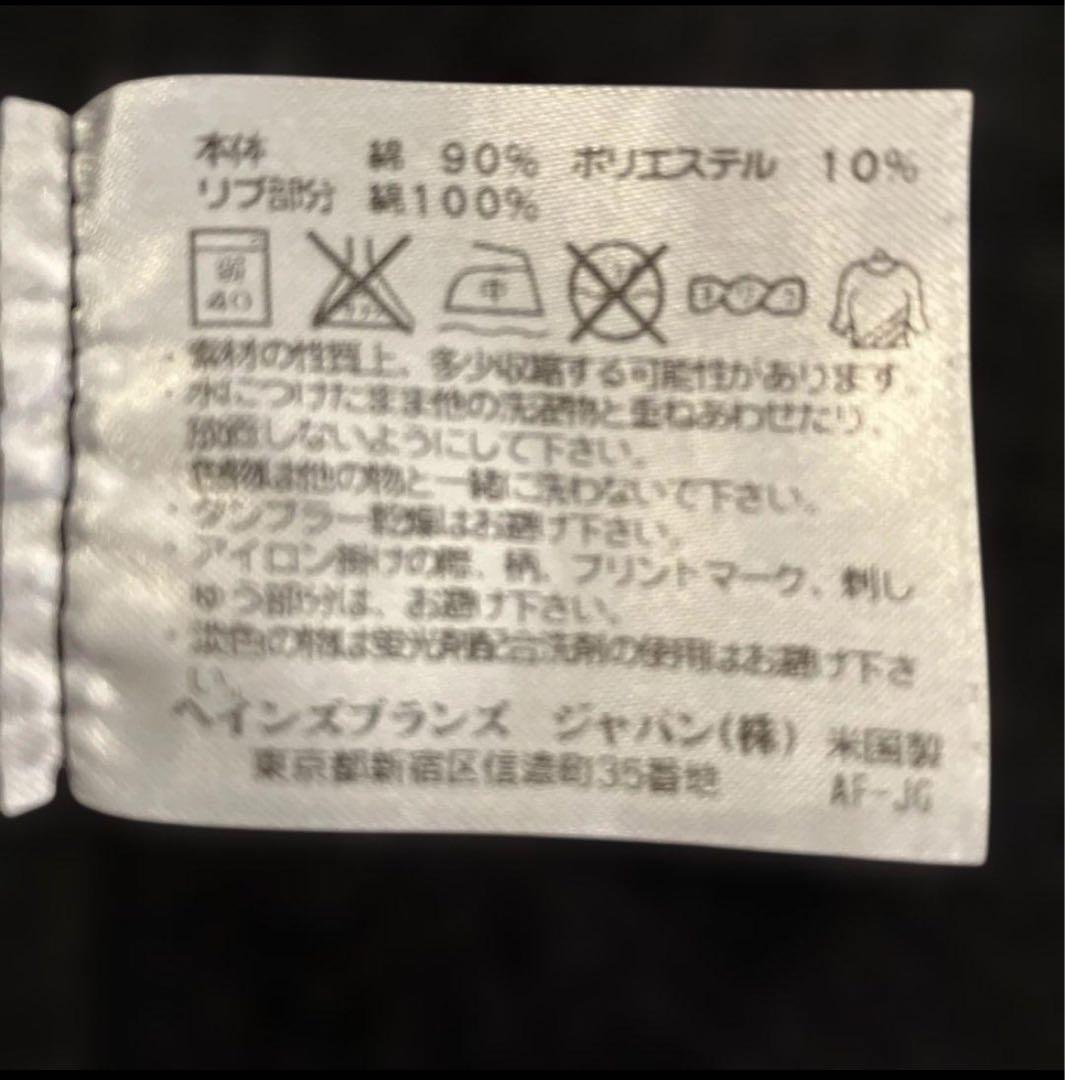 本体 綿 90% ポリエステル 10%
リブ部分 綿100%
40 中
・素材の性質上、多少収縮する可能性があります
・水につけたまま他の洗濯物と重ねあわせたり、
放置しないようにして下さい。
色物は他の物と一緒に洗わないで下さい。
・タンブラー乾燥はお避け下さい。
・アイロン掛けの際、柄、プリントマーク、刺し
ゅう部分は、お避け下さい。
・淡色の物は蛍光剤配合洗剤の使用はお避け下さ
い。
ヘインズブランズ ジャパン(株) 米国製
東京都新宿区信濃町35番地 AF-JG